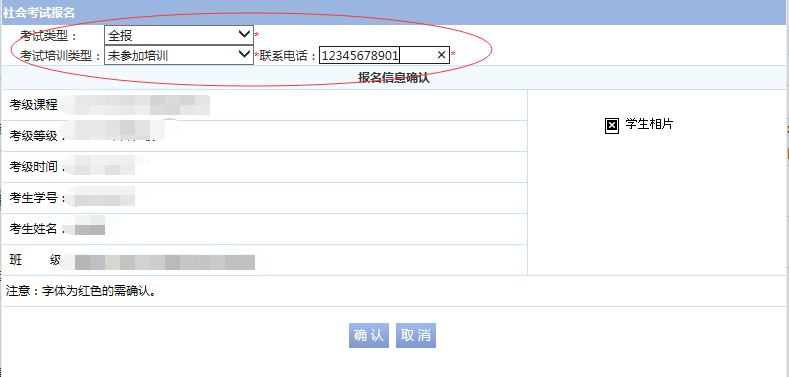 社会考试报名
考试类型： 全报 *
考试培训类型：未参加培训 *联系电话：12345678901 × *
报名信息确认
考级课程
学生相片
考级等级：
考级时间：
考生学号：
考生姓名：
班 级
注意：字体为红色的需确认。
确 认 取 消